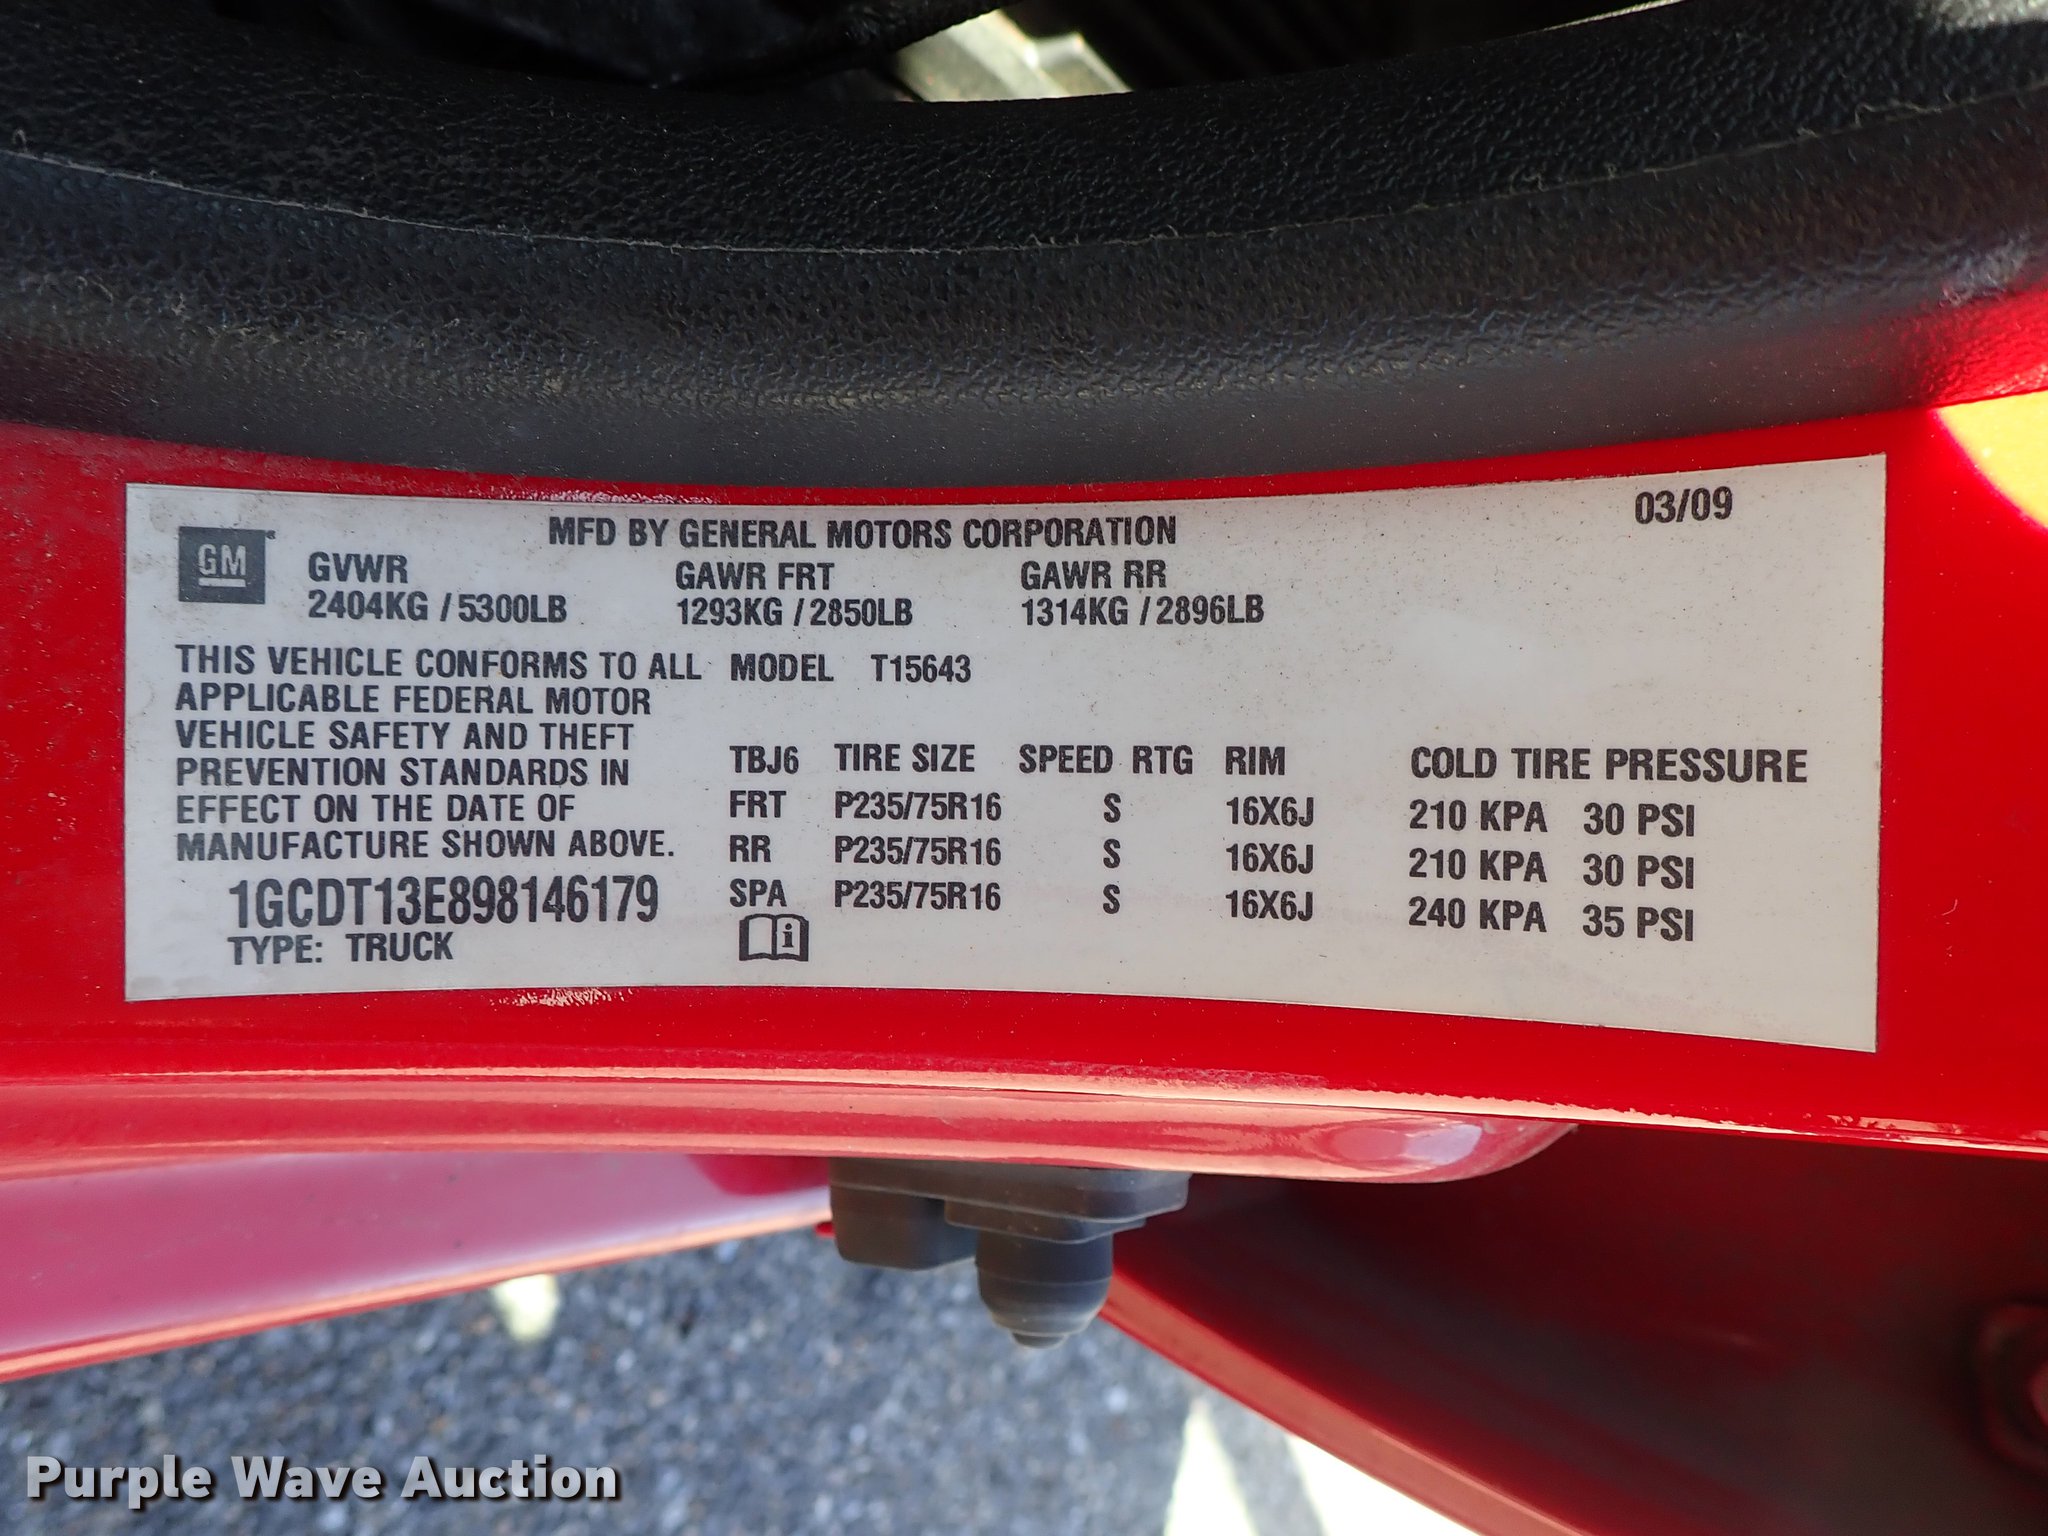 MFD BY GENERAL MOTORS CORPORATION 03/09
GM
GVWR GAWR FRT GAWR RR
2404KG / 5300LB 1293KG / 2850LB 1314KG / 2896LB
THIS VEHICLE CONFORMS TO ALL
APPLICABLE FEDERAL MOTOR
VEHICLE SAFETY AND THEFT
PREVENTION STANDARDS IN
EFFECT ON THE DATE OF
MANUFACTURE SHOWN ABOVE.
1GCDT13E898146179
TYPE: TRUCK
MODEL T15643
TBJ6 TIRE SIZE SPEED RTG RIM COLD TIRE PRESSURE
FRT P235/75R16 S 16X6J 210 KPA 30 PSI
RR P235/75R16 S 16X6J 210 KPA 30 PSI
SPA P235/75R16 S 16X6J 240 KPA 35 PSI
i
Purple Wave Auction